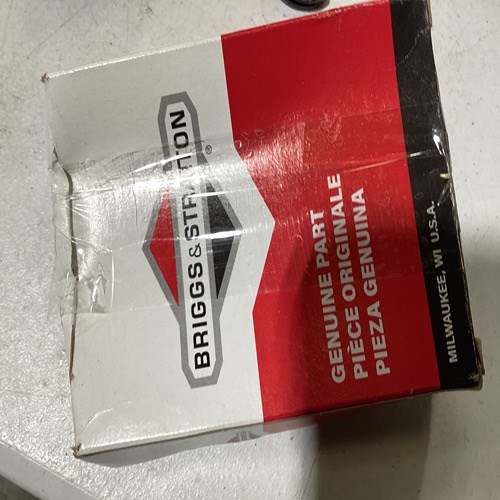 BRIGGS & STRATTON®
GENUINE PART
PIÈCE ORIGINALE
PIEZA GENUINA
MILWAUKEE, WI U.S.A.